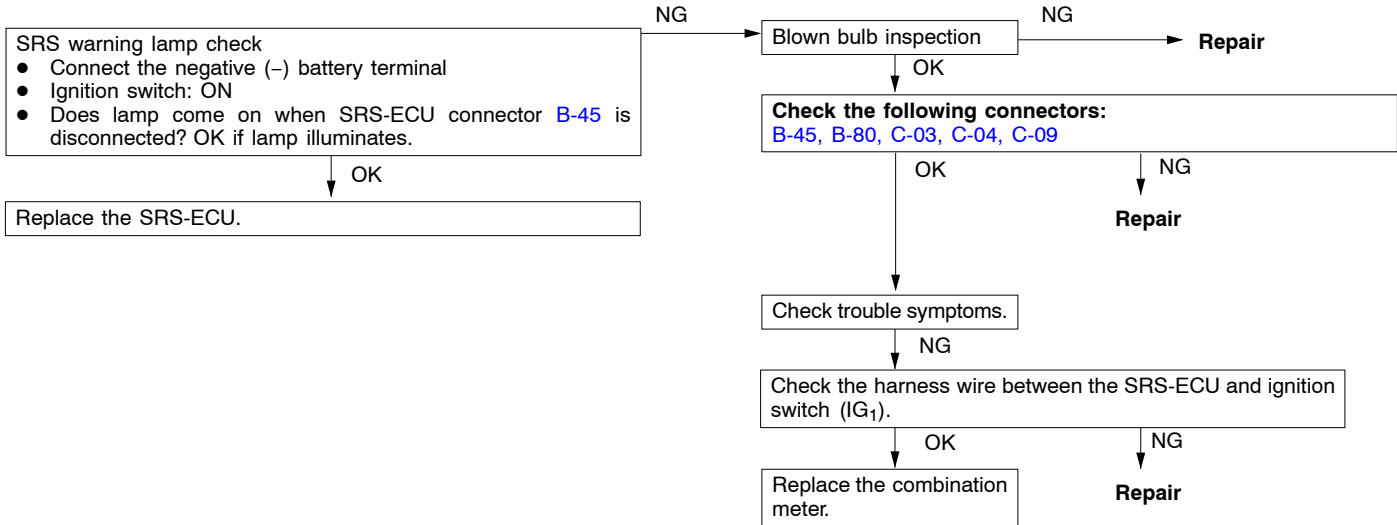 NG
NG
SRS warning lamp check
● Connect the negative (–) battery terminal
● Ignition switch: ON
● Does lamp come on when SRS-ECU connector B-45 is
disconnected? OK if lamp illuminates.
Blown bulb inspection
Repair
OK
Check the following connectors:
B-45, B-80, C-03, C-04, C-09
OK
Replace the SRS-ECU.
OK
NG
Repair
Check trouble symptoms.
NG
Check the harness wire between the SRS-ECU and ignition
switch (IG1).
OK
NG
Replace the combination
meter.
Repair